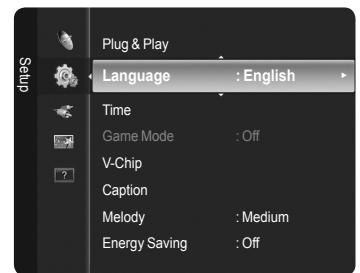 Setup
Plug & Play
Language : English
Time
Game Mode : Off
V-Chip
Caption
Melody : Medium
Energy Saving : Off
?